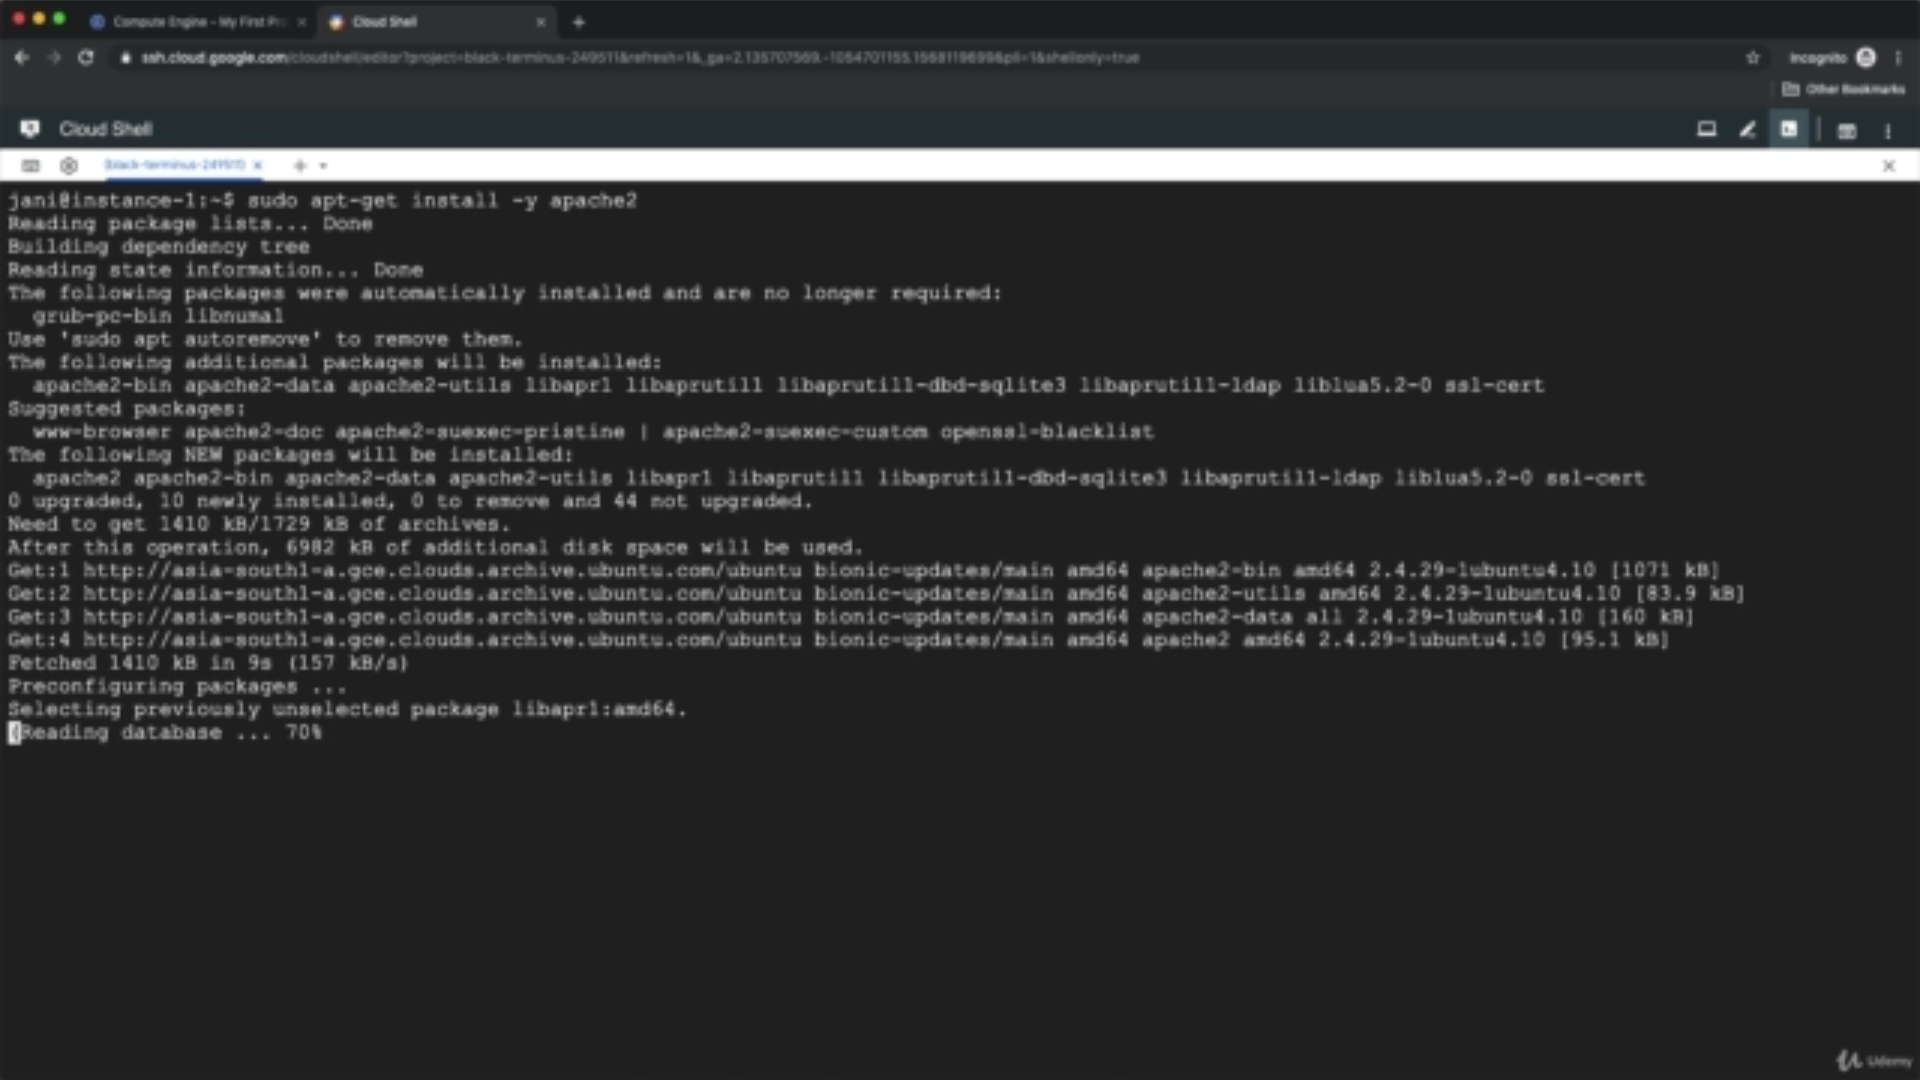 Compute Engine - My First Pr
Cloud Shell
ssh.cloud.google.com/cloudshell/editor?project=black-terminus-249511&refresh=1&_ga=2.135707569.-1054701155.1568119699&pli=1&shellonly=true
Incognito
Other Bookmarks
Cloud Shell
(black-terminus-249511)
jani@instance-1:~$ sudo apt-get install -y apache2
Reading package lists... Done
Building dependency tree
Reading state information... Done
The following packages were automatically installed and are no longer required:
grub-pc-bin libnuma1
Use 'sudo apt autoremove' to remove them.
The following additional packages will be installed:
apache2-bin apache2-data apache2-utils libapr1 libaprutil1 libaprutil1-dbd-sqlite3 libaprutil1-ldap liblua5.2-0 ssl-cert
Suggested packages:
www-browser apache2-doc apache2-suexec-pristine | apache2-suexec-custom openssl-blacklist
The following NEW packages will be installed:
apache2 apache2-bin apache2-data apache2-utils libapr1 libaprutil1 libaprutil1-dbd-sqlite3 libaprutil1-ldap liblua5.2-0 ssl-cert
0 upgraded, 10 newly installed, 0 to remove and 44 not upgraded.
Need to get 1410 kB/1729 kB of archives.
After this operation, 6982 kB of additional disk space will be used.
Get:1 http://asia-south1-a.gce.clouds.archive.ubuntu.com/ubuntu bionic-updates/main amd64 apache2-bin amd64 2.4.29-1ubuntu4.10 [1071 kB]
Get:2 http://asia-south1-a.gce.clouds.archive.ubuntu.com/ubuntu bionic-updates/main amd64 apache2-utils amd64 2.4.29-1ubuntu4.10 [83.9 kB]
Get:3 http://asia-south1-a.gce.clouds.archive.ubuntu.com/ubuntu bionic-updates/main amd64 apache2-data all 2.4.29-1ubuntu4.10 [160 kB]
Get:4 http://asia-south1-a.gce.clouds.archive.ubuntu.com/ubuntu bionic-updates/main amd64 apache2 amd64 2.4.29-1ubuntu4.10 [95.1 kB]
Fetched 1410 kB in 9s (157 kB/s)
Preconfiguring packages ...
Selecting previously unselected package libapr1:amd64.
(Reading database ... 70%
Udemy